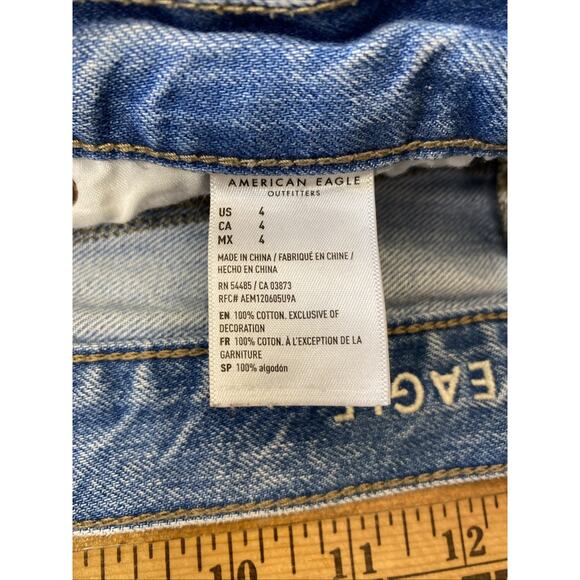 AMERICAN EAGLE
OUTFITTERS
US 4
CA 4
MX 4
MADE IN CHINA / FABRIQUÉ EN CHINE /
HECHO EN CHINA
RN 54485 / CA 03873
RFC# AEM120605U9A
EN 100% COTTON. EXCLUSIVE OF
DECORATION
FR 100% COTON. À L'EXCEPTION DE LA
GARNITURE
SP 100% algodón
EAGLE
8 9 10 11 12